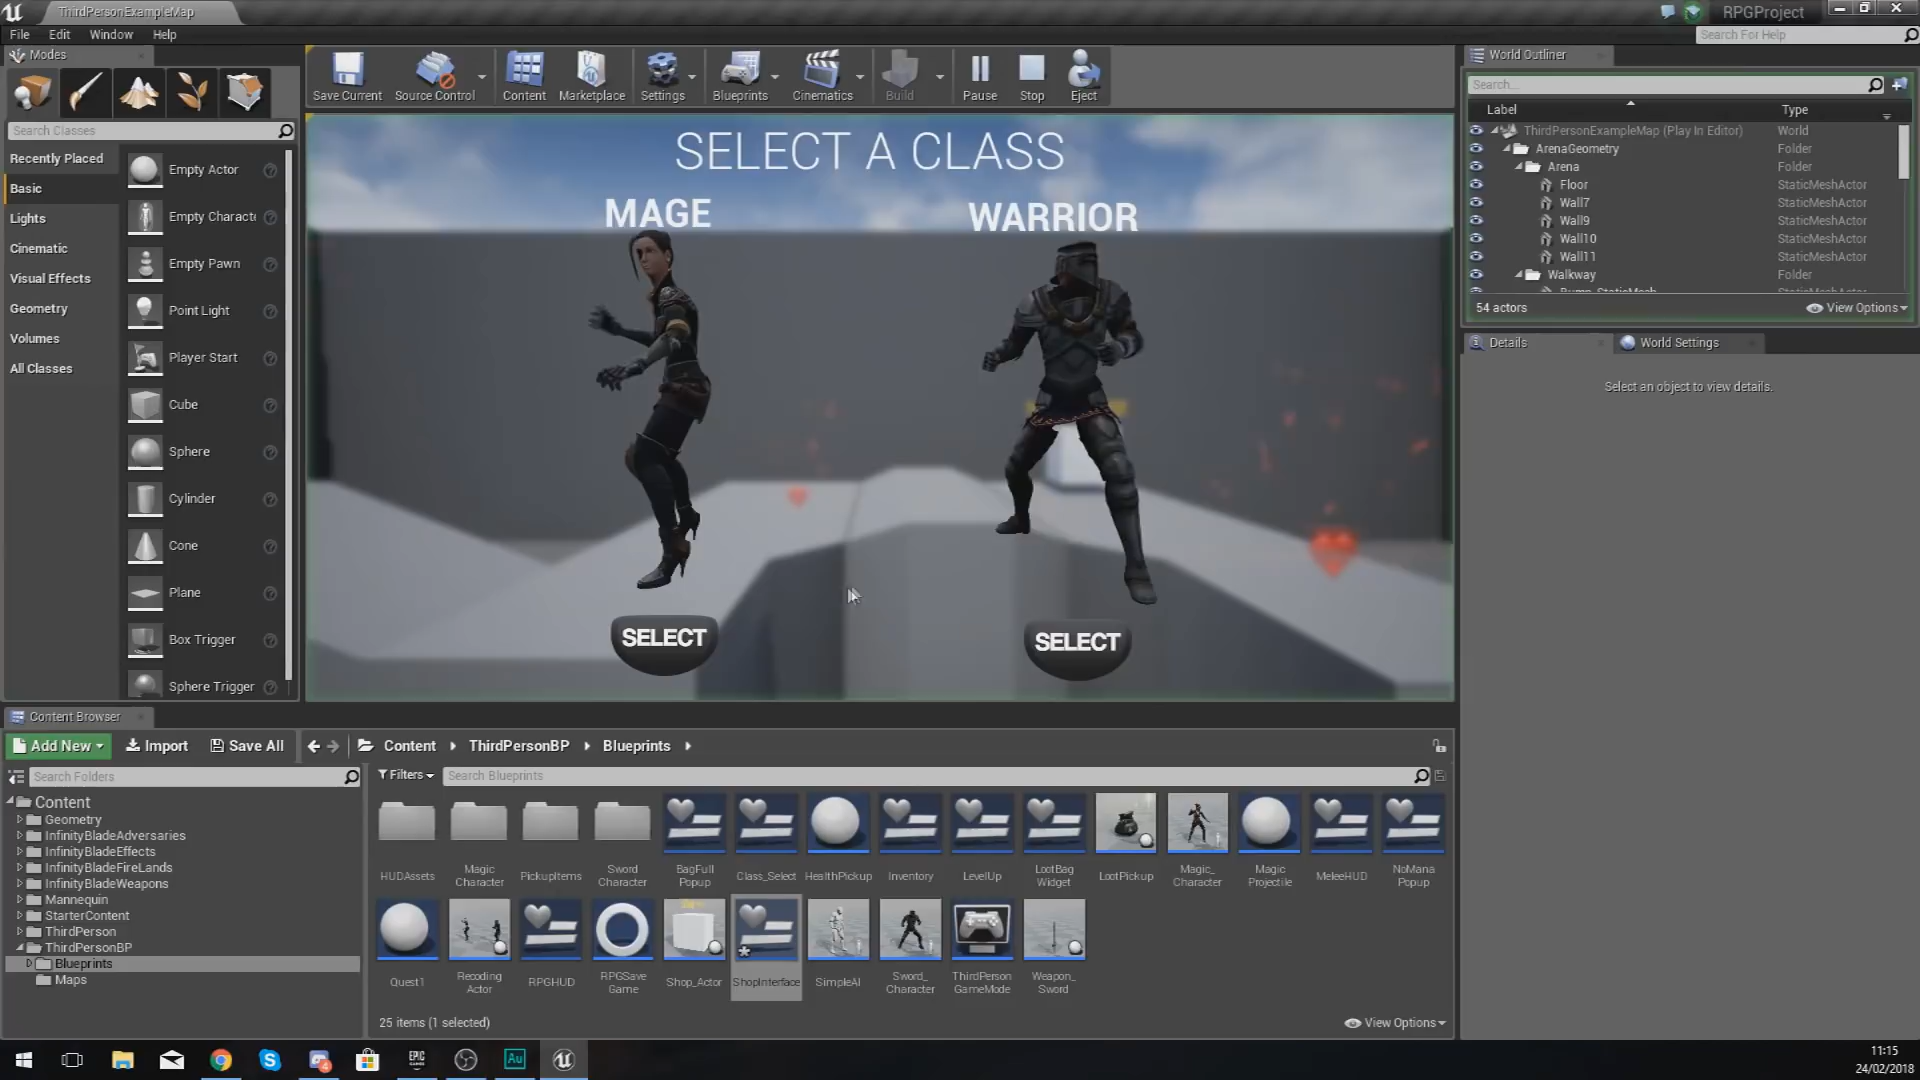 ThirdPersonExampleMap
RPGProject
File Edit Window Help
Search For Help
Modes
Search Classes
Recently Placed
Basic
Lights
Cinematic
Visual Effects
Geometry
Volumes
All Classes
Empty Actor
Empty Characte
Empty Pawn
Point Light
Player Start
Cube
Sphere
Cylinder
Cone
Plane
Box Trigger
Sphere Trigger
Save Current Source Control Content Marketplace Settings Blueprints Cinematics Build Pause Stop Eject
SELECT A CLASS
MAGE WARRIOR
SELECT SELECT
World Outliner
Search...
Label Type
ThirdPersonExampleMap (Play In Editor) World
ArenaGeometry Folder
Arena Folder
Floor StaticMeshActor
Wall7 StaticMeshActor
Wall9 StaticMeshActor
Wall10 StaticMeshActor
Wall11 StaticMeshActor
Walkway Folder
54 actors View Options
Details World Settings
Select an object to view details.
Content Browser
Add New Import Save All Content ThirdPersonBP Blueprints
Search Folders
Filters Search Blueprints
Content
Geometry
InfinityBladeAdversaries
InfinityBladeEffects
InfinityBladeFireLands
InfinityBladeWeapons
Mannequin
StarterContent
ThirdPerson
ThirdPersonBP
Blueprints
Maps
HUDAssets
Magic
Character
PickupItems
Sword
Character
BagFull
Popup
Class_Select
HealthPickup
Inventory
LevelUp
LootBag
Widget
LootPickup
Magic_
Character
Magic
Projectile
MeleeHUD
NoMana
Popup
Quest1
Recoding
Actor
RPGHUD
RPGSave
Game
Shop_Actor
ShopInterface
SimpleAI
Sword_
Character
ThirdPerson
GameMode
Weapon_
Sword
25 items (1 selected) View Options
EPIC
GAMES
4
Au
11:15
24/02/2018